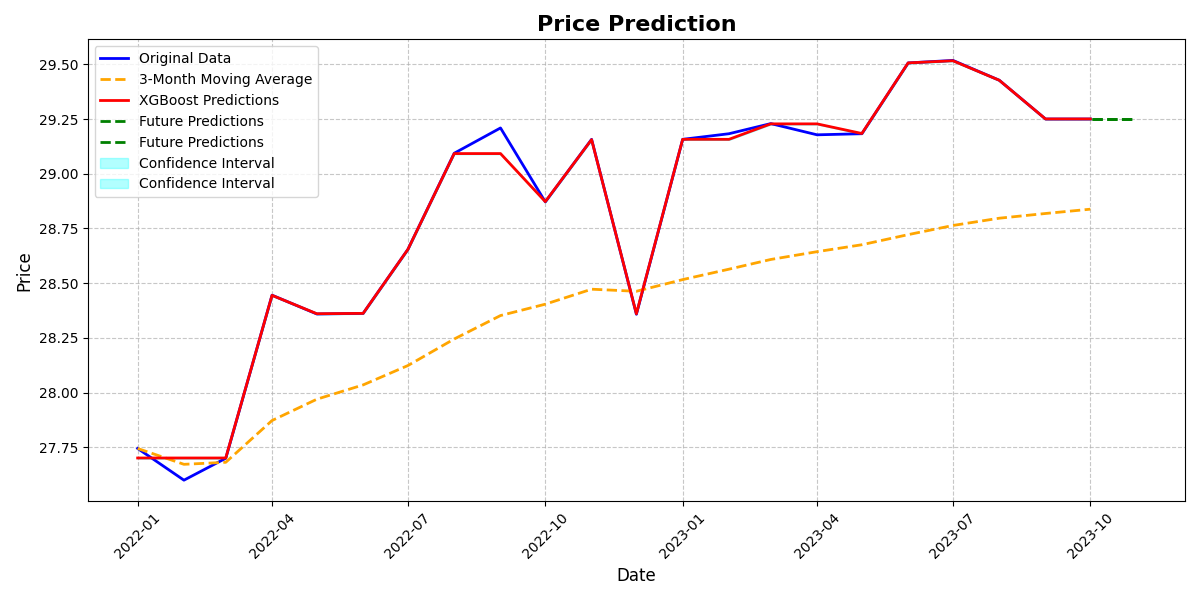 Price Prediction
Original Data
3-Month Moving Average
XGBoost Predictions
Future Predictions
Future Predictions
Confidence Interval
Confidence Interval
29.50
29.25
29.00
28.75
28.50
28.25
28.00
27.75
Price
2022-01
2022-04
2022-07
2022-10
2023-01
2023-04
2023-07
2023-10
Date